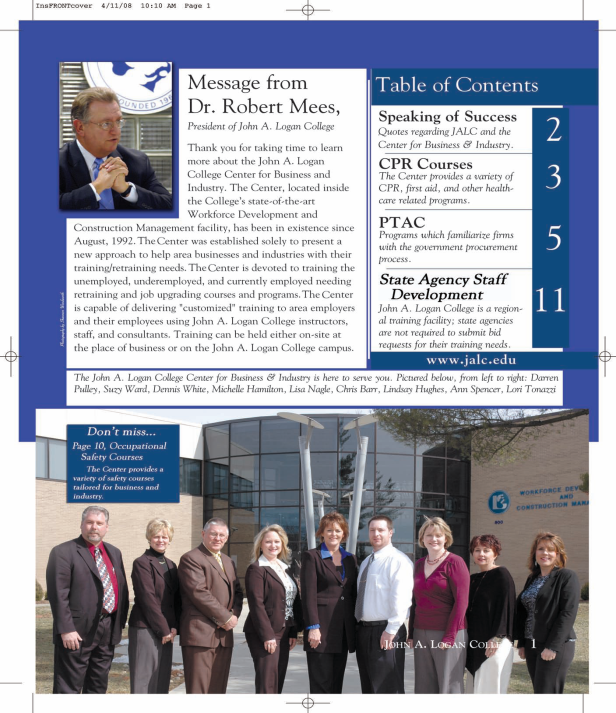 InsFRONTcover 4/11/08 10:10 AM Page 1
UNDED 196
Message from
Dr. Robert Mees,
President of John A. Logan College
Thank you for taking time to learn
more about the John A. Logan
College Center for Business and
Industry. The Center, located inside
the College's state-of-the-art
Workforce Development and
Construction Management facility, has been in existence since
August, 1992. The Center was established solely to present a
new approach to help area businesses and industries with their
training/retraining needs. The Center is devoted to training the
unemployed, underemployed, and currently employed needing
retraining and job upgrading courses and programs. The Center
is capable of delivering "customized" training to area employers
and their employees using John A. Logan College instructors,
staff, and consultants. Training can be held either on-site at
the place of business or on the John A. Logan College campus.
Table of Contents
Speaking of Success
Quotes regarding JALC and the
Center for Business & Industry.
2
CPR Courses
The Center provides a variety of
CPR, first aid, and other health-
care related programs.
3
PTAC
Programs which familiarize firms
with the government procurement
process.
5
State Agency Staff
Development
John A. Logan College is a region-
al training facility; state agencies
are not required to submit bid
requests for their training needs.
11
www.jalc.edu
The John A. Logan College Center for Business & Industry is here to serve you. Pictured below, from left to right: Darren
Pulley, Suzy Ward, Dennis White, Michelle Hamilton, Lisa Nagle, Chris Barr, Lindsay Hughes, Ann Spencer, Lori Tonazzi
Don't miss...
Page 10, Occupational
Safety Courses
The Center provides a
variety of safety courses
tailored for business and
industry.
WORKFORCE DEV
AND
CONSTRUCTION MANA
JOHN A. LOGAN COLLE 1